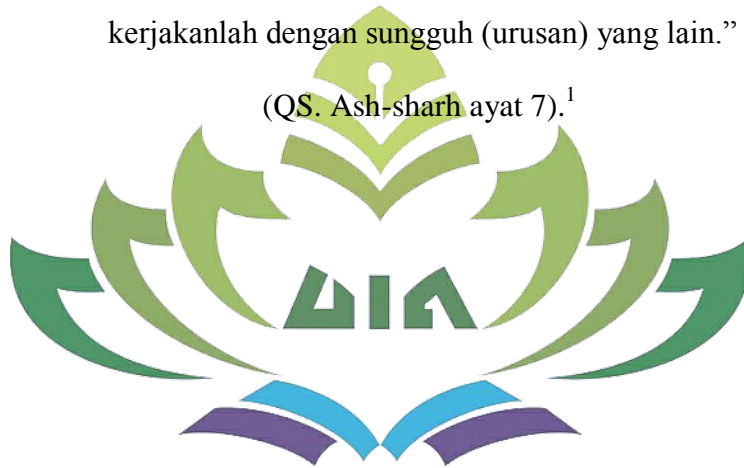 kerjakanlah dengan sungguh (urusan) yang lain.”
(QS. Ash-sharh ayat 7).¹
UIN